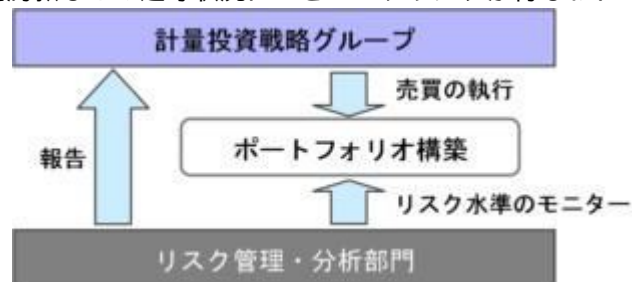 計量投資戦略グループ
売買の執行
報告
ポートフォリオ構築
リスク水準のモニター
リスク管理・分析部門